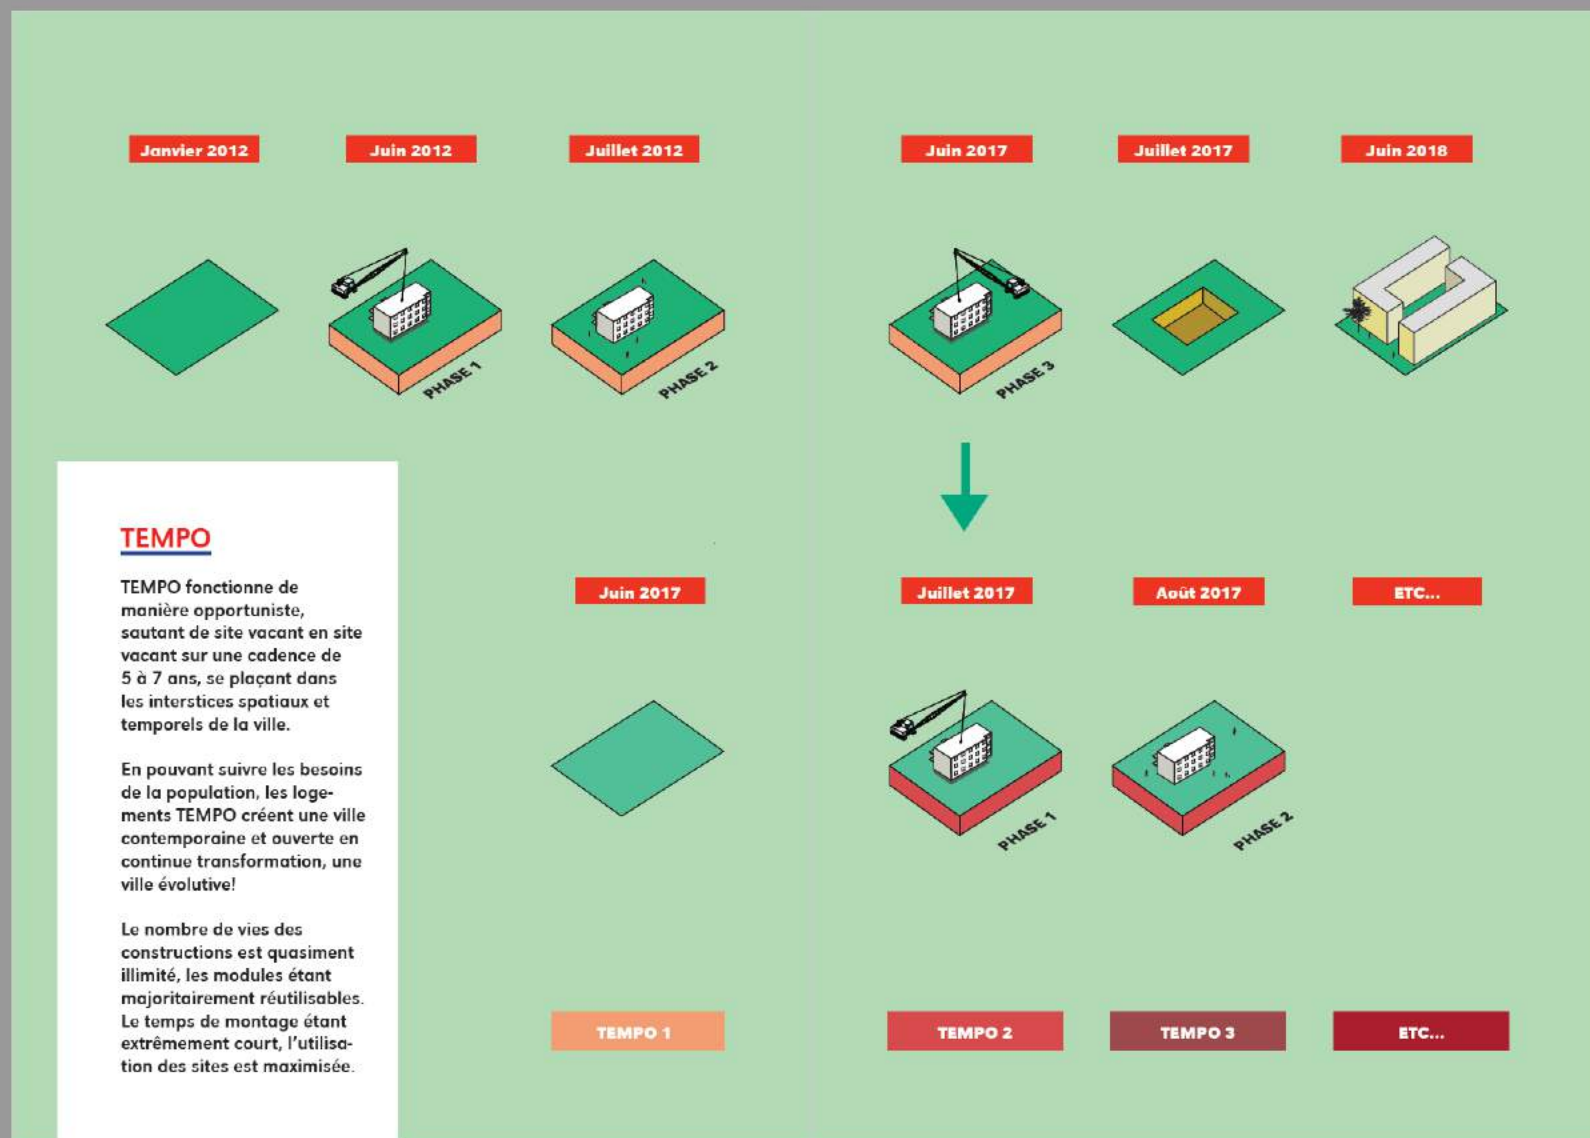 Janvier 2012
Juin 2012
Juillet 2012
Juin 2017
Juillet 2017
Juin 2018
PHASE 1
PHASE 2
PHASE 3
TEMPO
TEMPO fonctionne de
manière opportuniste,
sautant de site vacant en site
vacant sur une cadence de
5 à 7 ans, se plaçant dans
les interstices spatiaux et
temporels de la ville.
En pouvant suivre les besoins
de la population, les loge-
ments TEMPO créent une ville
contemporaine et ouverte en
continue transformation, une
ville évolutive!
Le nombre de vies des
constructions est quasiment
illimité, les modules étant
majoritairement réutilisables.
Le temps de montage étant
extrêmement court, l'utilisa-
tion des sites est maximisée.
Juin 2017
Juillet 2017
Août 2017
ETC...
PHASE 1
PHASE 2
TEMPO 1
TEMPO 2
TEMPO 3
ETC...